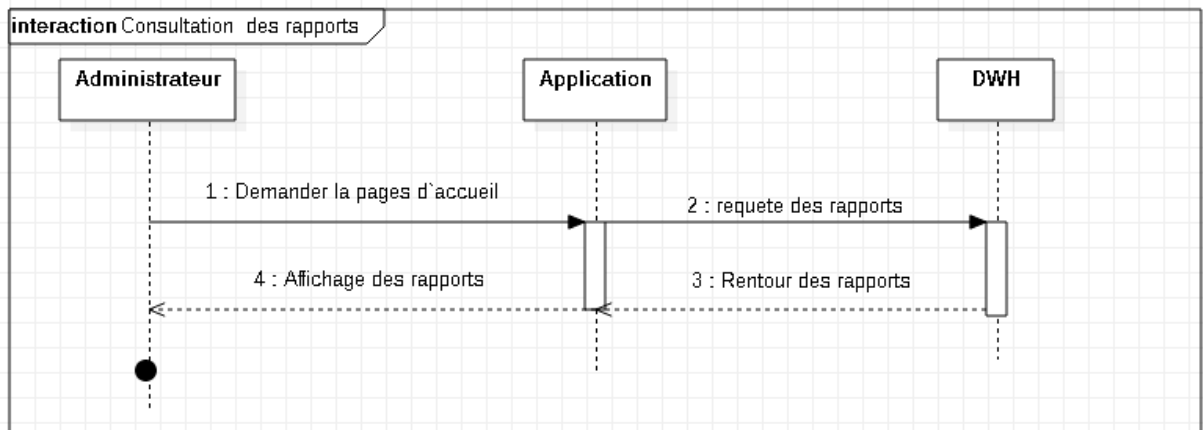 interaction Consultation des rapports
Administrateur
Application
DWH
1 : Demander la pages d`accueil
2 : requete des rapports
4 : Affichage des rapports
3 : Rentour des rapports